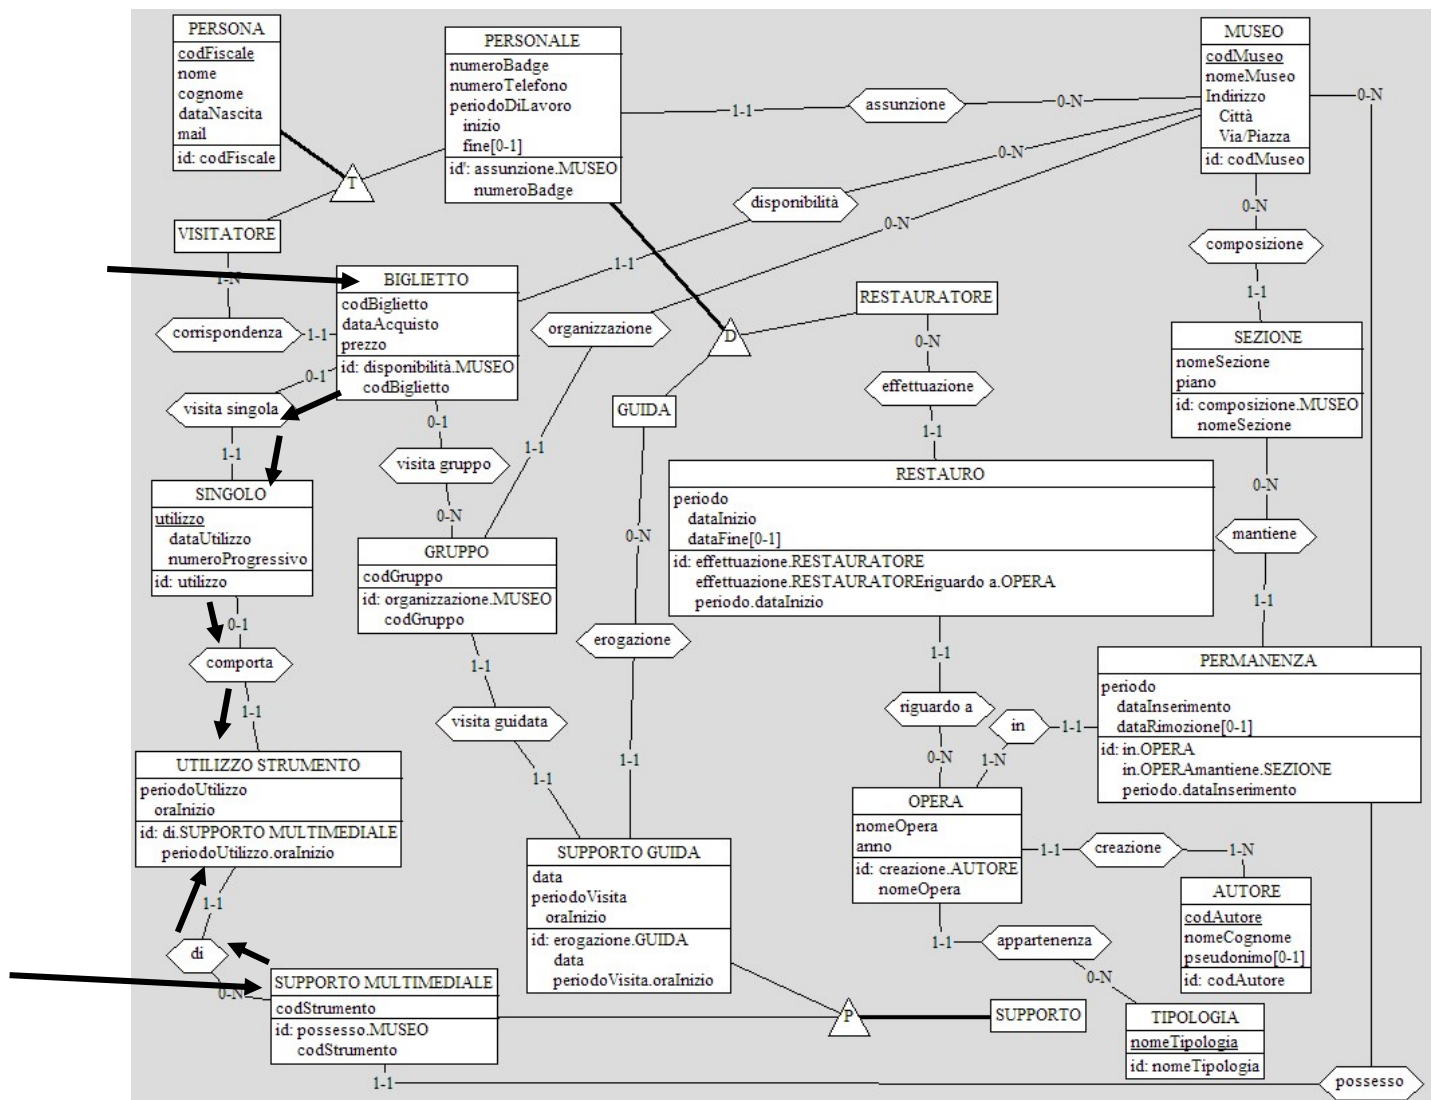 PERSONA
codFiscale
nome
cognome
dataNascita
mail
id: codFiscale
PERSONALE
numeroBadge
numeroTelefono
periodoDiLavoro
inizio
fine[0-1]
id': assunzione.MUSEO
numeroBadge
1-1
assunzione
0-N
MUSEO
codMuseo
nomeMuseo
Indirizzo
Città
Via/Piazza
id: codMuseo
0-N
T
0-N
disponibilità
1-1
0-N
VISITATORE
1-N
corrispondenza
1-1
BIGLIETTO
codBiglietto
dataAcquisto
prezzo
id: disponibilità.MUSEO
codBiglietto
organizzazione
1-1
D
RESTAURATORE
0-N
effettuazione
1-1
0-N
composizione
1-1
SEZIONE
nomeSezione
piano
id: composizione.MUSEO
nomeSezione
0-N
mantiene
1-1
0-1
visita singola
1-1
0-1
visita gruppo
0-N
GUIDA
0-N
erogazione
1-1
SINGOLO
utilizzo
dataUtilizzo
numeroProgressivo
id: utilizzo
GRUPPO
codGruppo
id: organizzazione.MUSEO
codGruppo
RESTAURO
periodo
dataInizio
dataFine[0-1]
id: effettuazione.RESTAURATORE
effettuazione.RESTAURATOREriguardo a.OPERA
periodo.dataInizio
0-1
comporta
1-1
1-1
visita guidata
1-1
1-1
riguardo a
0-N
in
1-1
1-N
PERMANENZA
periodo
dataInserimento
dataRimozione[0-1]
id: in.OPERA
in.OPERAmantiene.SEZIONE
periodo.dataInserimento
UTILIZZO STRUMENTO
periodoUtilizzo
oraInizio
id: di.SUPPORTO MULTIMEDIALE
periodoUtilizzo.oraInizio
1-1
di
0-N
SUPPORTO GUIDA
data
periodoVisita
oraInizio
id: erogazione.GUIDA
data
periodoVisita.oraInizio
OPERA
nomeOpera
anno
id: creazione.AUTORE
nomeOpera
1-1
creazione
1-N
AUTORE
codAutore
nomeCognome
pseudonimo[0-1]
id: codAutore
1-1
appartenenza
0-N
TIPOLOGIA
nomeTipologia
id: nomeTipologia
SUPPORTO MULTIMEDIALE
codStrumento
id: possesso.MUSEO
codStrumento
P
SUPPORTO
1-1
possesso